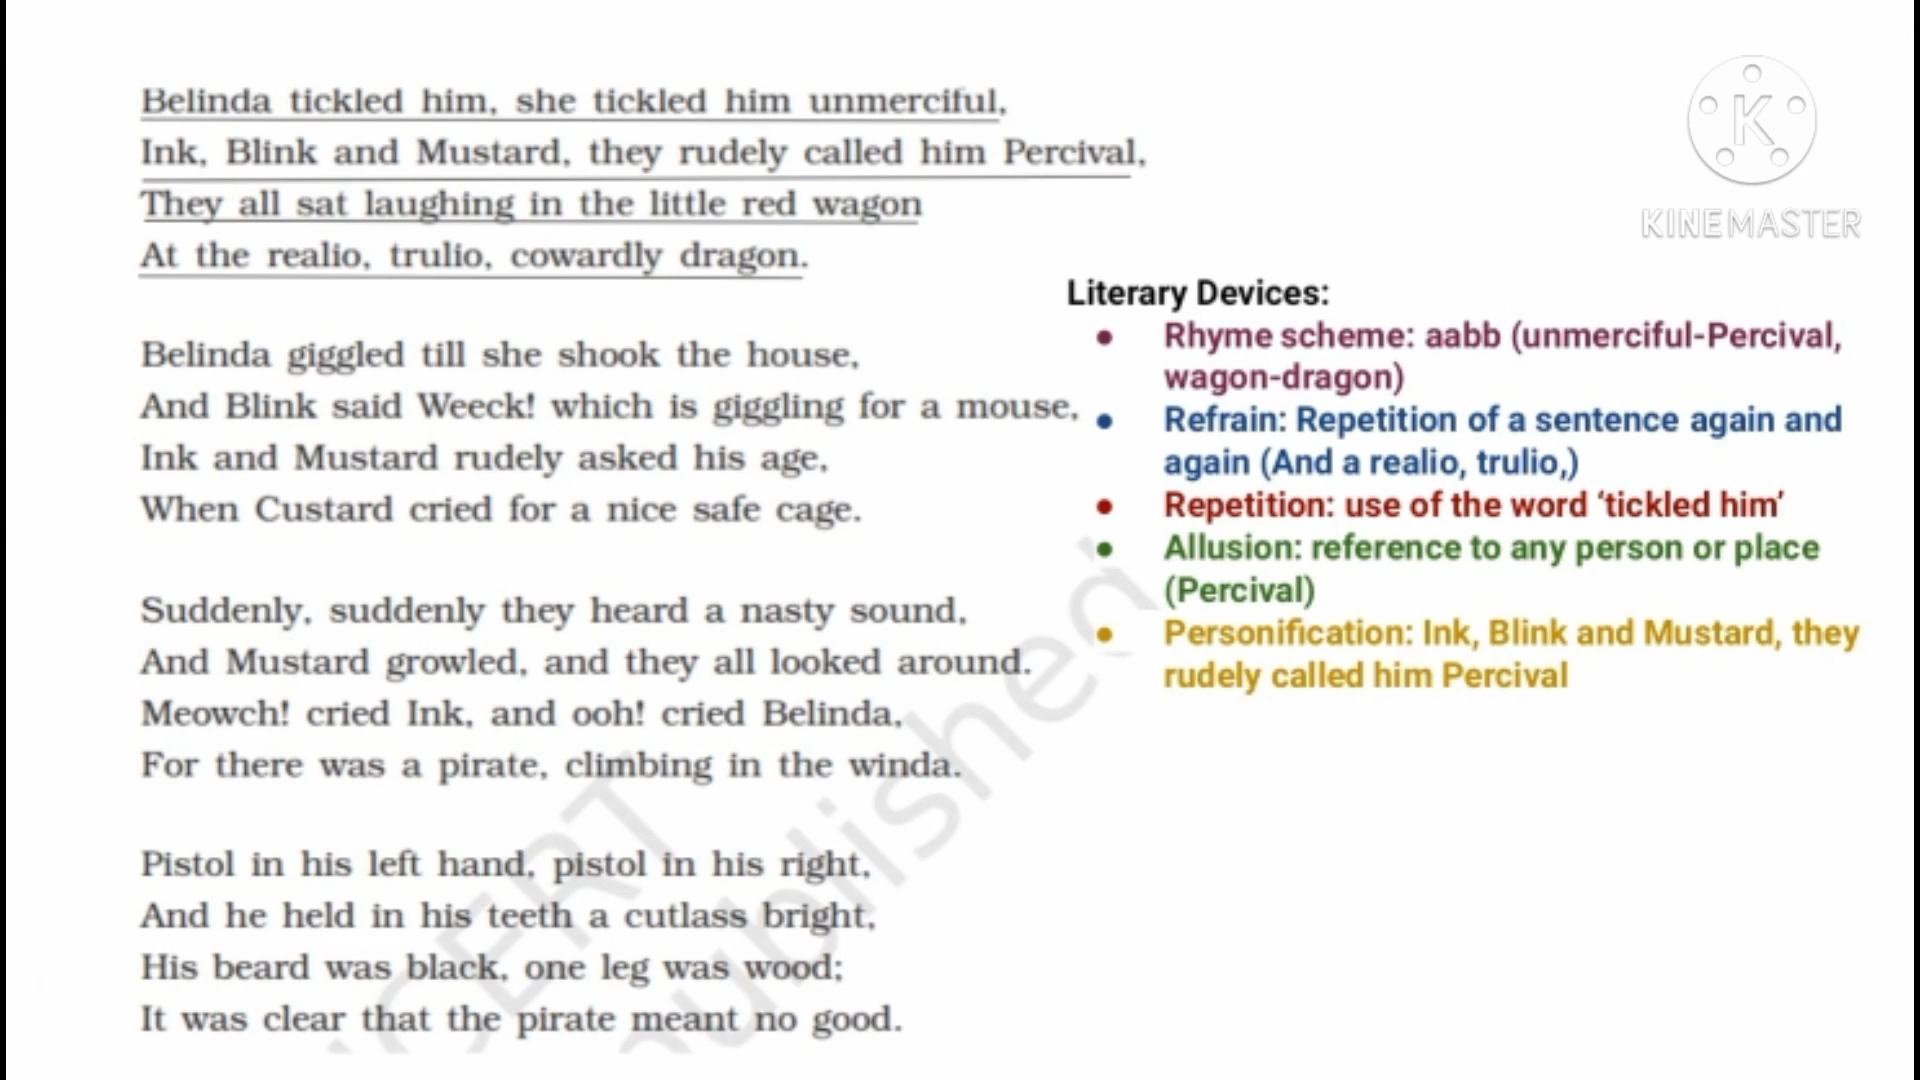 Belinda tickled him, she tickled him unmerciful,
Ink, Blink and Mustard, they rudely called him Percival,
They all sat laughing in the little red wagon
At the realio, trulio, cowardly dragon.
Belinda giggled till she shook the house,
And Blink said Weeck! which is giggling for a mouse,
Ink and Mustard rudely asked his age,
When Custard cried for a nice safe cage.
Suddenly, suddenly they heard a nasty sound,
And Mustard growled, and they all looked around.
Meowch! cried Ink, and ooh! cried Belinda,
For there was a pirate, climbing in the winda.
Pistol in his left hand, pistol in his right,
And he held in his teeth a cutlass bright,
His beard was black, one leg was wood;
It was clear that the pirate meant no good.
K
KINEMASTER
Literary Devices:
• Rhyme scheme: aabb (unmerciful-Percival,
wagon-dragon)
• Refrain: Repetition of a sentence again and
again (And a realio, trulio,)
• Repetition: use of the word ‘tickled him’
• Allusion: reference to any person or place
(Percival)
• Personification: Ink, Blink and Mustard, they
rudely called him Percival